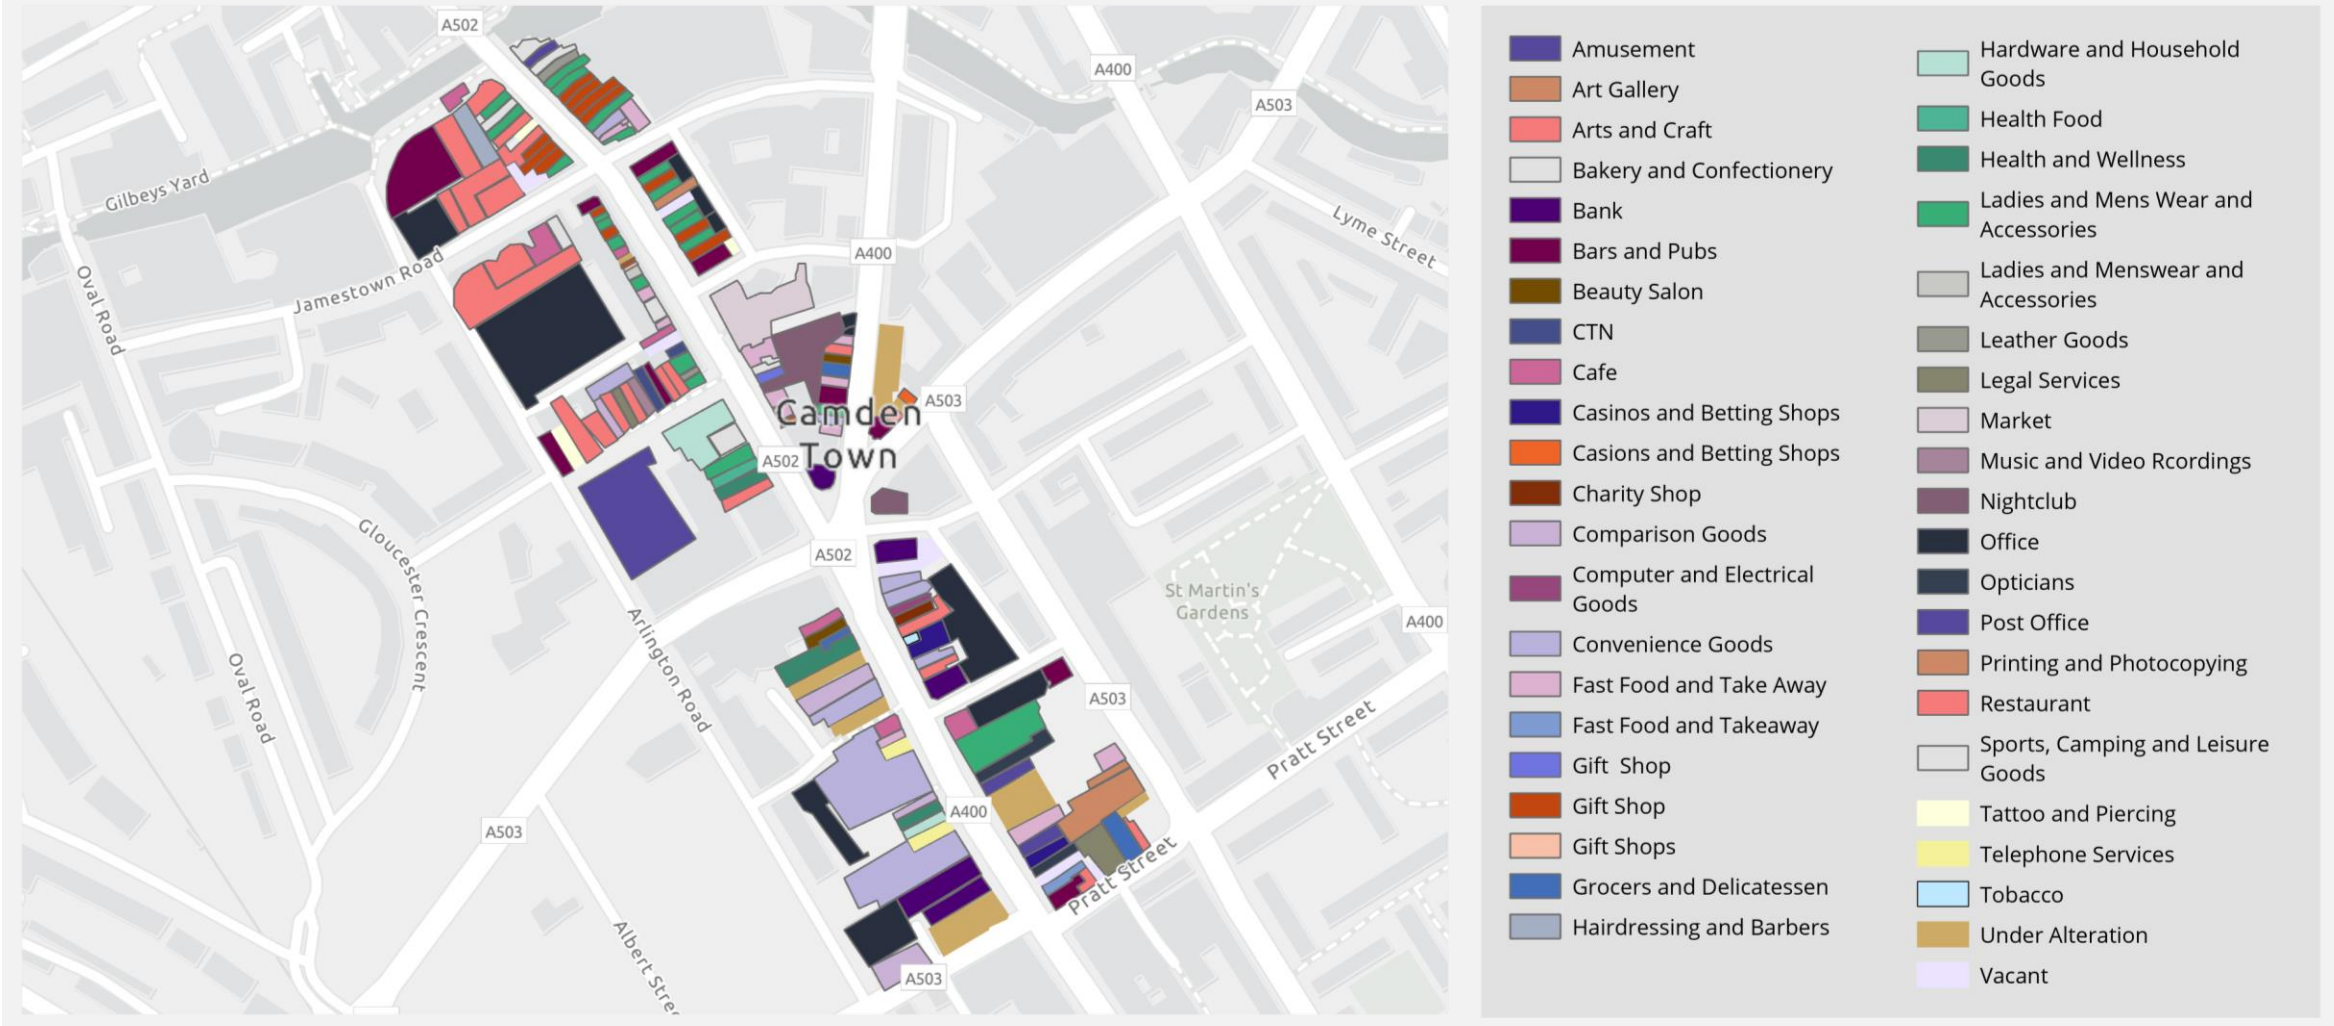 A502
A400
A503
Gilbeys Yard
Lyme Street
A400
Jamestown Road
Oval Road
A503
Camden
Town
A502
Gloucester Crescent
A502
St Martin's
Gardens
A400
Arlington Road
Oval Road
A503
Pratt Street
A400
A503
Pratt Street
Albert Stree
A503
Amusement
Art Gallery
Arts and Craft
Bakery and Confectionery
Bank
Bars and Pubs
Beauty Salon
CTN
Cafe
Casinos and Betting Shops
Casions and Betting Shops
Charity Shop
Comparison Goods
Computer and Electrical
Goods
Convenience Goods
Fast Food and Take Away
Fast Food and Takeaway
Gift  Shop
Gift Shop
Gift Shops
Grocers and Delicatessen
Hairdressing and Barbers
Hardware and Household
Goods
Health Food
Health and Wellness
Ladies and Mens Wear and
Accessories
Ladies and Menswear and
Accessories
Leather Goods
Legal Services
Market
Music and Video Rcordings
Nightclub
Office
Opticians
Post Office
Printing and Photocopying
Restaurant
Sports, Camping and Leisure
Goods
Tattoo and Piercing
Telephone Services
Tobacco
Under Alteration
Vacant